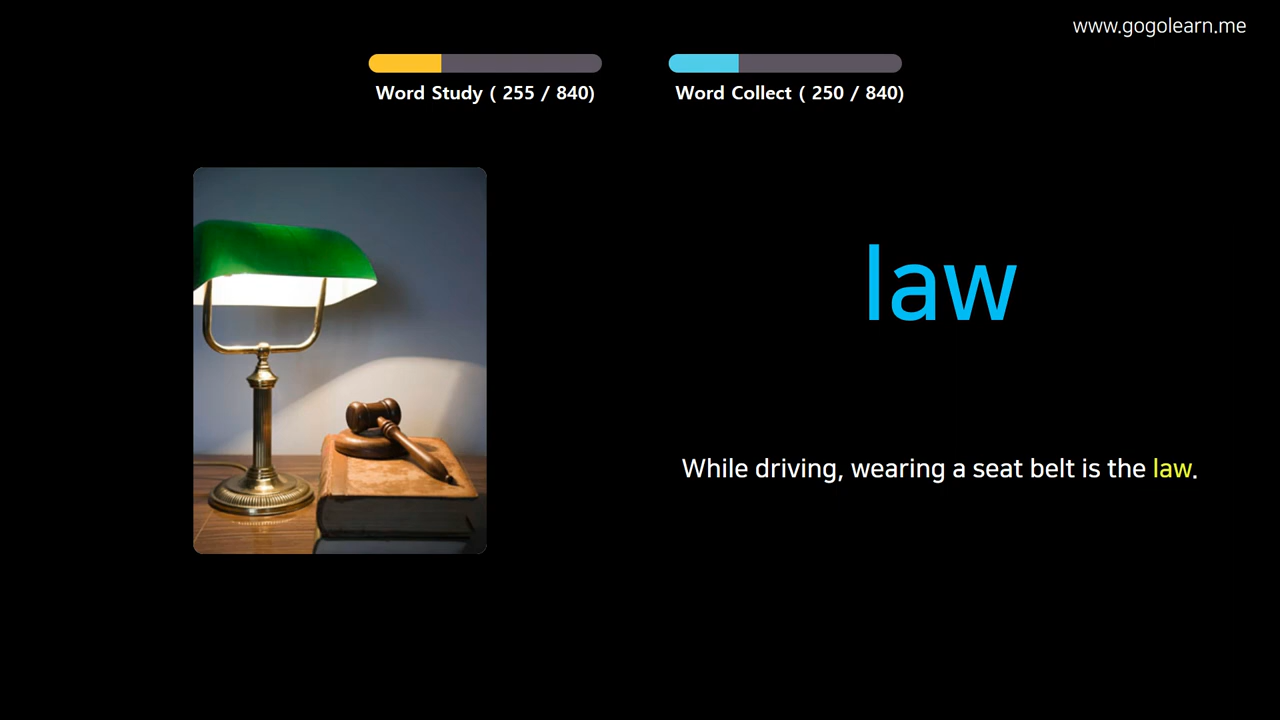 www.gogolearn.me
Word Study ( 255 / 840)
Word Collect ( 250 / 840)
law
While driving, wearing a seat belt is the law.